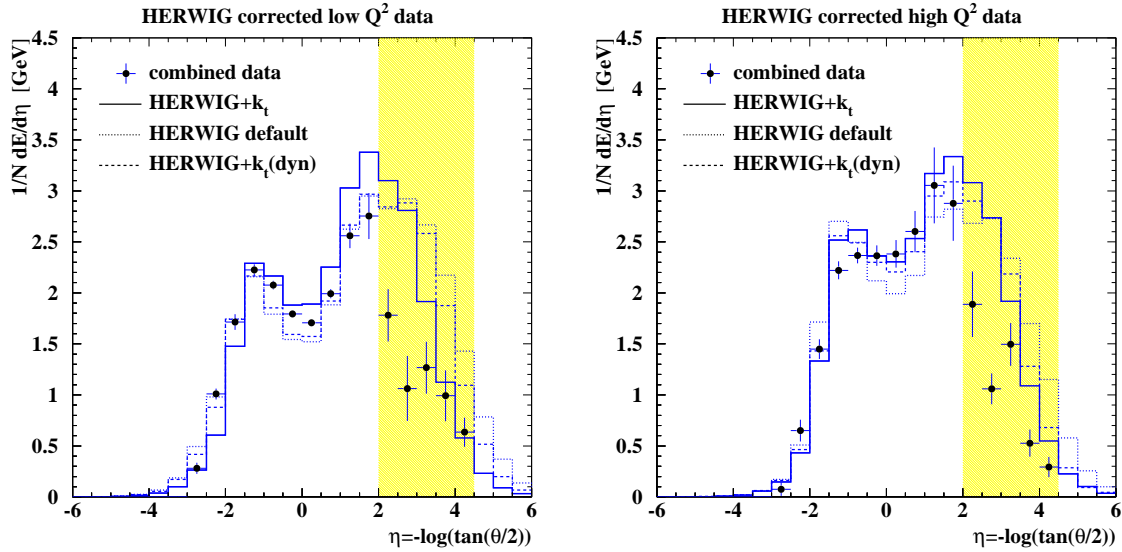 HERWIG corrected low Q² data
1/N dE/dη [GeV]
4.5
4
3.5
3
2.5
2
1.5
1
0.5
0
combined data
HERWIG+kₜ
HERWIG default
HERWIG+kₜ(dyn)
-6 -4 -2 0 2 4 6
η=-log(tan(θ/2))
HERWIG corrected high Q² data
1/N dE/dη [GeV]
4.5
4
3.5
3
2.5
2
1.5
1
0.5
0
combined data
HERWIG+kₜ
HERWIG default
HERWIG+kₜ(dyn)
-6 -4 -2 0 2 4 6
η=-log(tan(θ/2))